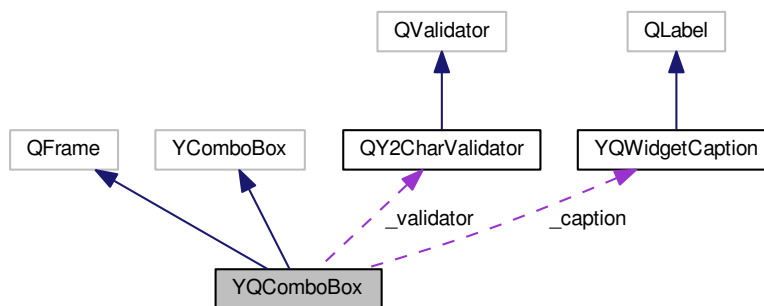 QValidator
QLabel
QFrame
YComboBox
QY2CharValidator
YQWidgetCaption
_validator
_caption
YQComboBox